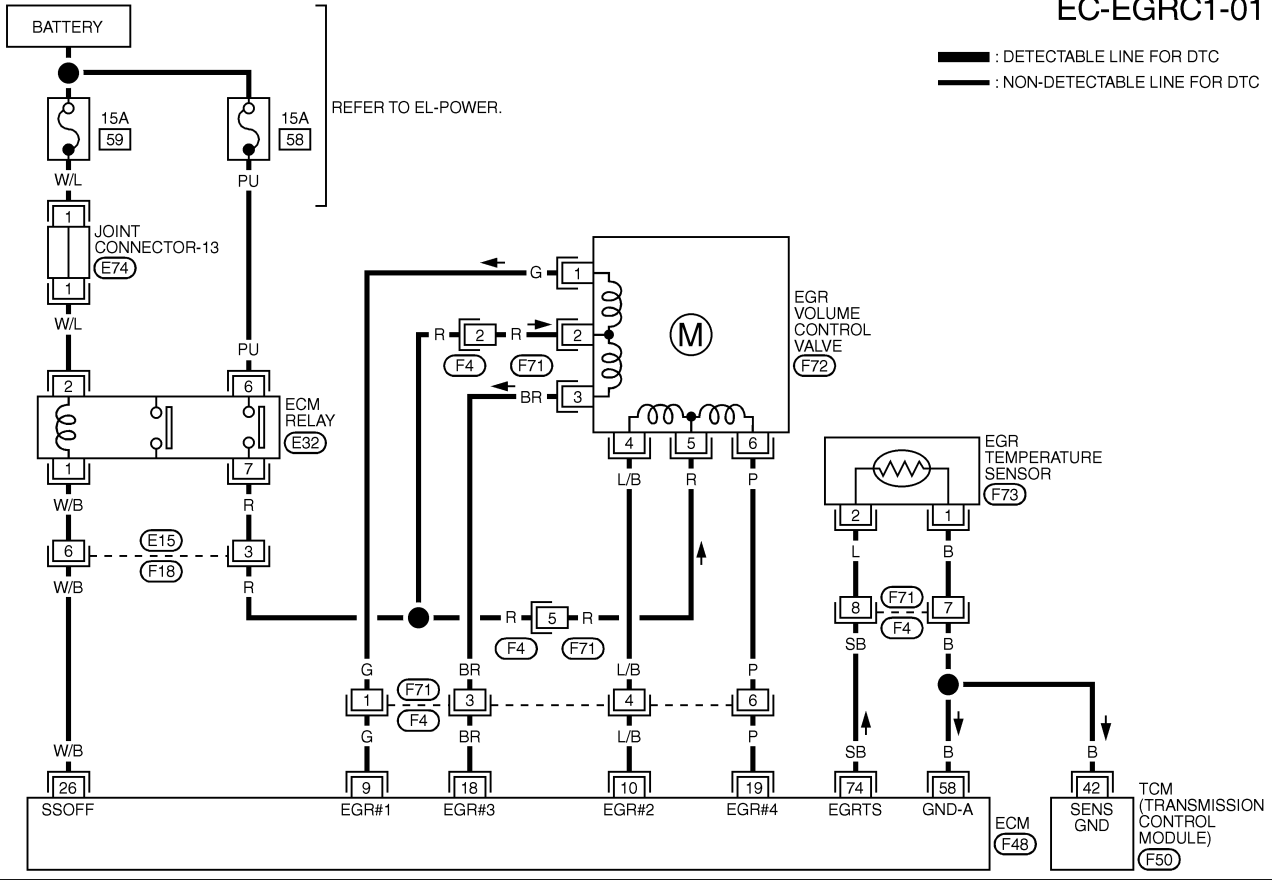 EC-EGRC1-01
BATTERY
: DETECTABLE LINE FOR DTC
: NON-DETECTABLE LINE FOR DTC
REFER TO EL-POWER.
15A
59
15A
58
W/L
PU
1
JOINT
CONNECTOR-13
E74
1
W/L
PU
2
6
ECM
RELAY
E32
1
7
W/B
R
6
E15
F18
3
W/B
R
W/B
G
1
R
2
R
2
F4
F71
BR
3
M
EGR
VOLUME
CONTROL
VALVE
F72
4
5
6
L/B
R
P
EGR
TEMPERATURE
SENSOR
F73
2
1
L
B
8
F71
F4
7
SB
B
R
5
R
F4
F71
G
BR
L/B
P
1
F71
F4
3
4
6
G
BR
L/B
P
SB
B
B
26
9
18
10
19
74
58
42
SSOFF
EGR#1
EGR#3
EGR#2
EGR#4
EGRTS
GND-A
ECM
F48
SENS
GND
TCM
(TRANSMISSION
CONTROL
MODULE)
F50